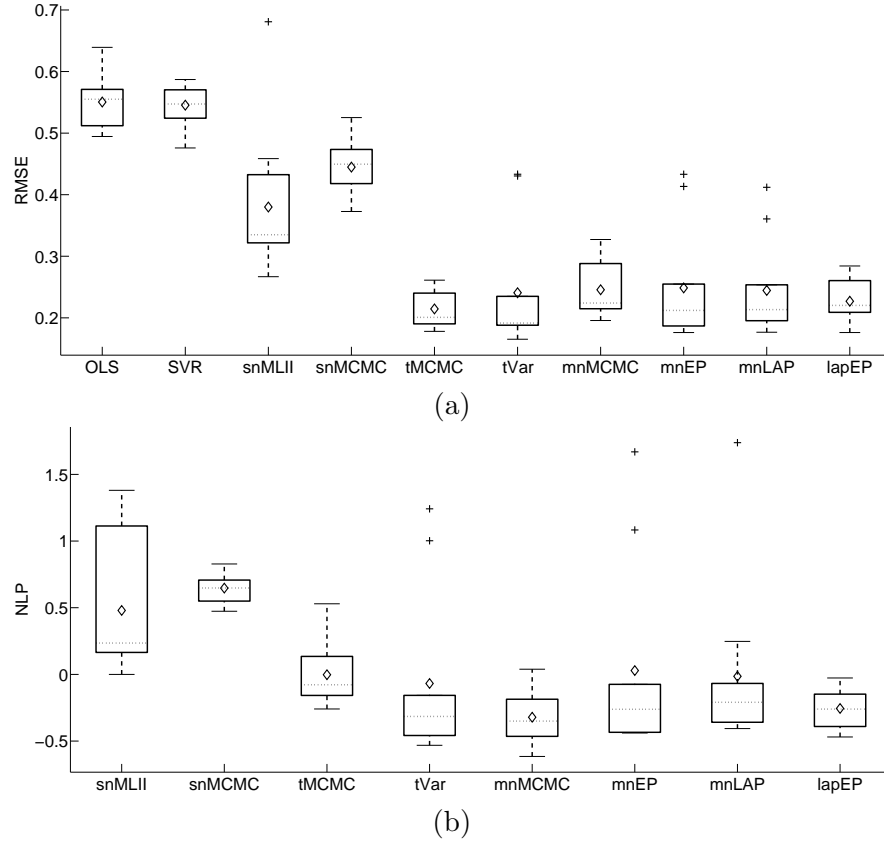 0.7
0.6
0.5
0.4
0.3
0.2
RMSE
OLS SVR snMLII snMCMC tMCMC tVar mnMCMC mnEP mnLAP lapEP
(a)
1.5
1
0.5
0
−0.5
NLP
snMLII snMCMC tMCMC tVar mnMCMC mnEP mnLAP lapEP
(b)